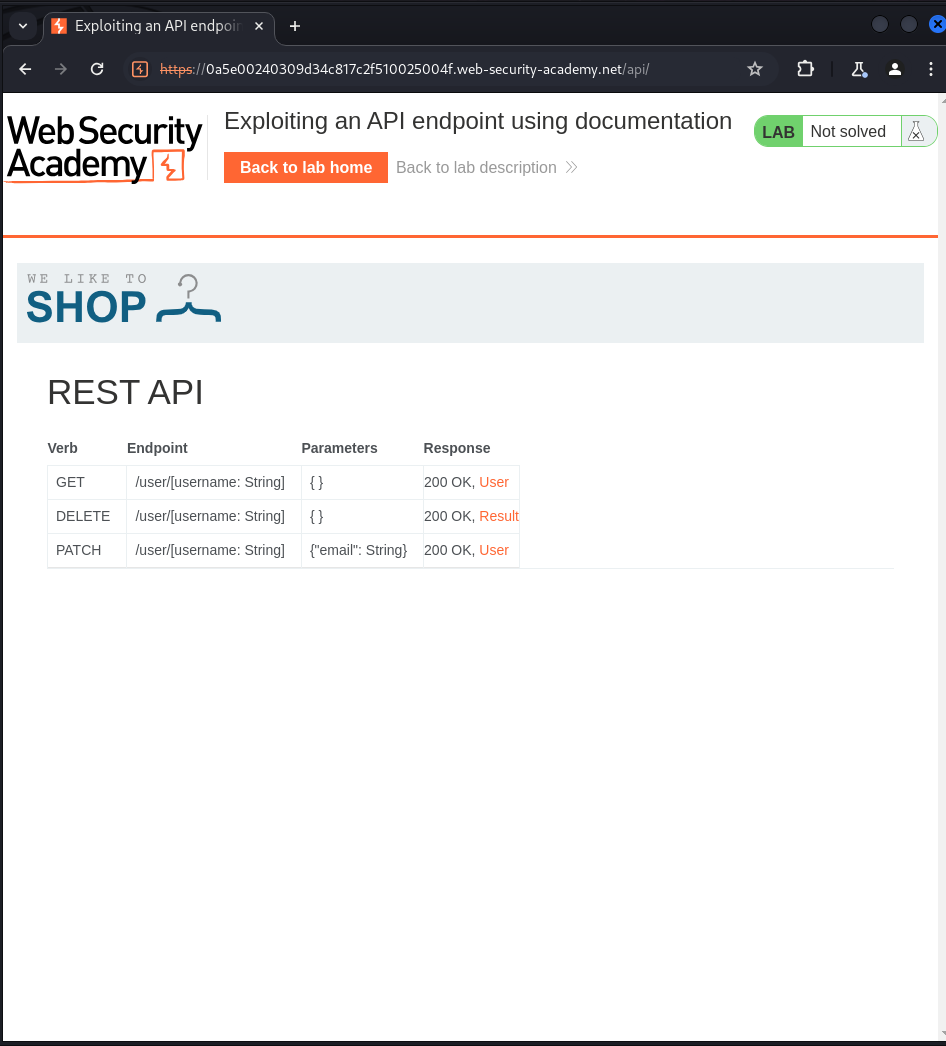 Exploiting an API endpoin
https://0a5e00240309d34c817c2f510025004f.web-security-academy.net/api/
Web Security
Academy
Exploiting an API endpoint using documentation
Back to lab home
Back to lab description
LAB
Not solved
WE LIKE TO
SHOP
REST API
Verb Endpoint Parameters Response
GET /user/[username: String] { } 200 OK, User
DELETE /user/[username: String] { } 200 OK, Result
PATCH /user/[username: String] {"email": String} 200 OK, User